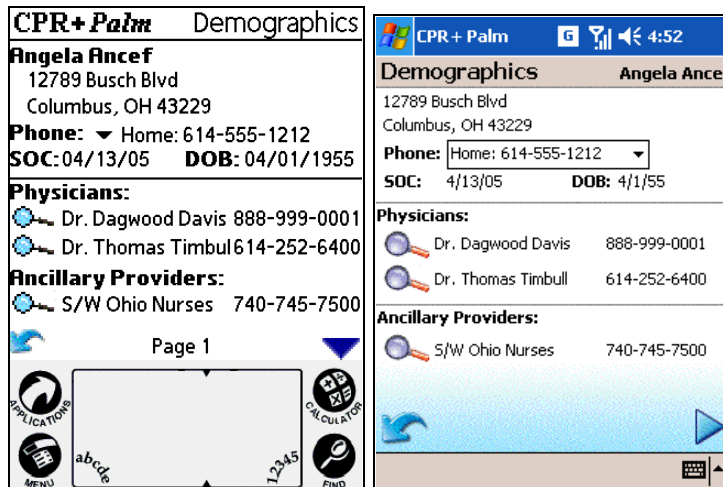 CPR+ Palm Demographics
Angela Ancef
12789 Busch Blvd
Columbus, OH 43229
Phone: Home: 614-555-1212
SOC: 04/13/05 DOB: 04/01/1955
Physicians:
Dr. Dagwood Davis 888-999-0001
Dr. Thomas Timbul 614-252-6400
Ancillary Providers:
S/W Ohio Nurses 740-745-7500
Page 1
APPLICATIONS
CALCULATOR
abcde
12345
MENU
FIND
CPR+ Palm G 4:52
Demographics Angela Ance
12789 Busch Blvd
Columbus, OH 43229
Phone: Home: 614-555-1212
SOC: 4/13/05 DOB: 4/1/55
Physicians:
Dr. Dagwood Davis 888-999-0001
Dr. Thomas Timbull 614-252-6400
Ancillary Providers:
S/W Ohio Nurses 740-745-7500